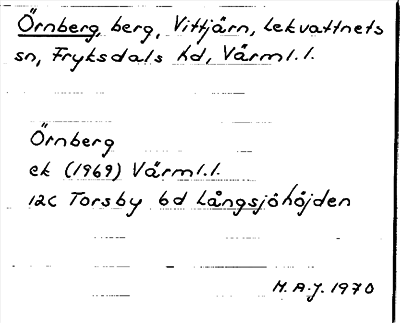 Örnberg, berg, Vittjärn, Lekvattnets
sn, Fryksdals hd, Värml.l.
Örnberg
ek (1969) Värml.l.
12C Torsby 6d Långsjöhöjden
M.A.J. 1970